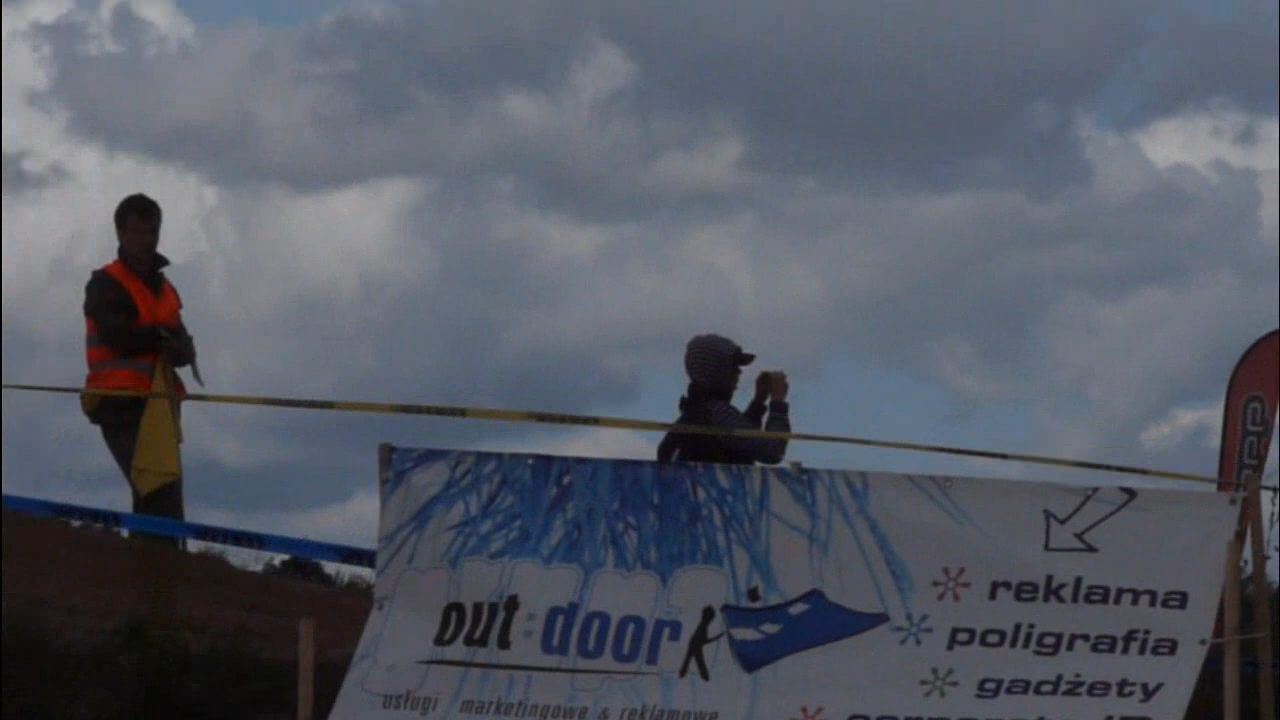 out:door
usługi marketingowe & reklamowe
reklama
poligrafia
gadżety